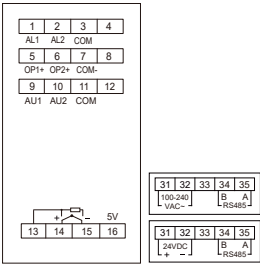 1 2 3 4
AL1 AL2 COM
5 6 7 8
OP1+ OP2+ COM-
9 10 11 12
AU1 AU2 COM
+ - 5V
13 14 15 16
31 32 33 34 35
100-240 B A
VAC~ RS485
31 32 33 34 35
24VDC B A
+ - RS485